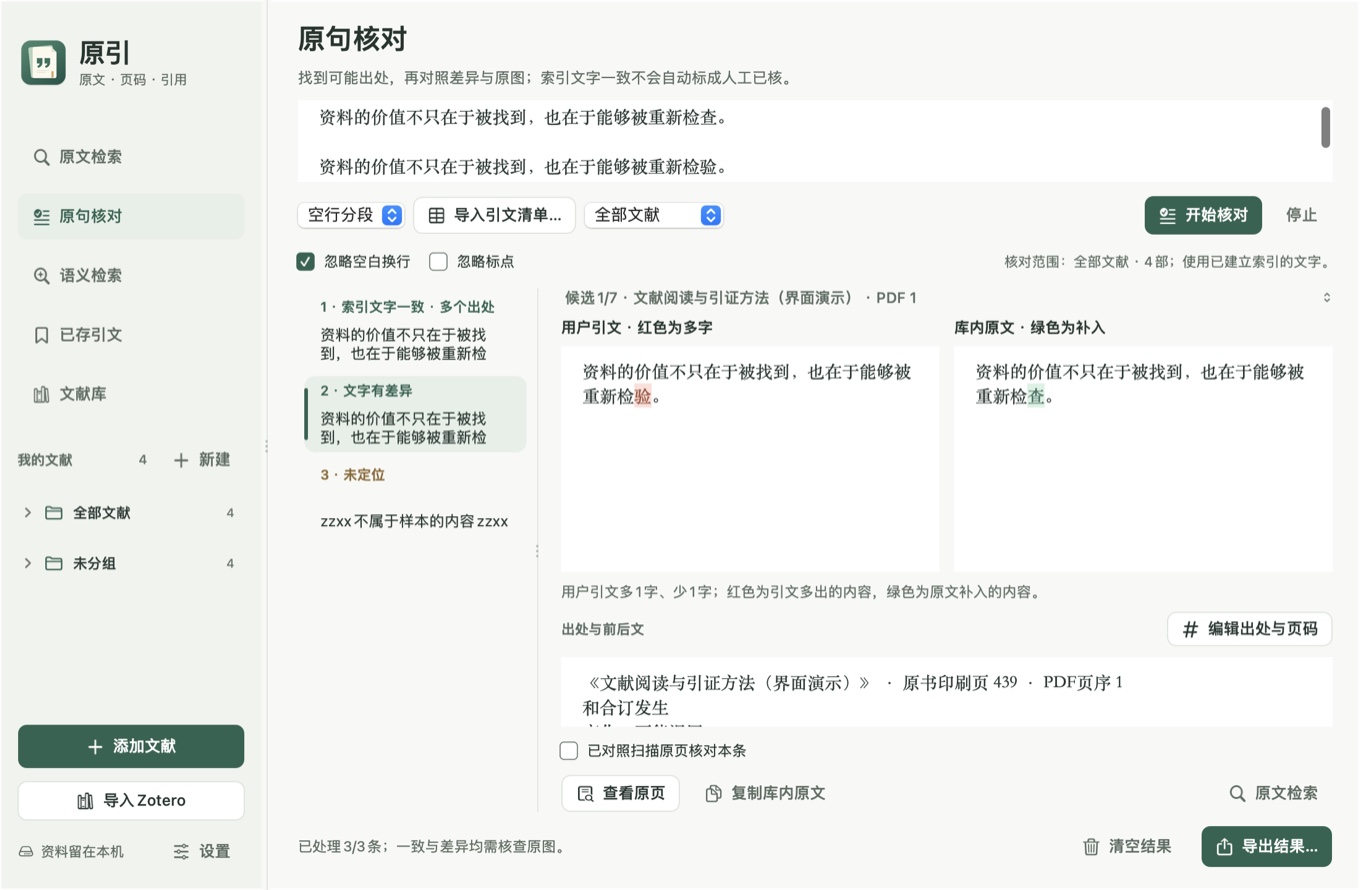 原引
原文 · 页码 · 引用
原文检索
原句核对
语义检索
已存引文
文献库
我的文献 4 新建
全部文献 4
未分组 4
添加文献
导入 Zotero
资料留在本机 设置
原句核对
找到可能出处，再对照差异与原图；索引文字一致不会自动标成人工已核。
资料的价值不只在于被找到，也在于能够被重新检查。
资料的价值不只在于被找到，也在于能够被重新检验。
空行分段 导入引文清单... 全部文献 开始核对 停止
忽略空白换行 忽略标点 核对范围：全部文献 · 4 部；使用已建立索引的文字。
1 · 索引文字一致 · 多个出处
资料的价值不只在于被找
到，也在于能够被重新检
2 · 文字有差异
资料的价值不只在于被找
到，也在于能够被重新检
3 · 未定位
zzxx 不属于样本的内容 zzxx
候选 1/7 · 文献阅读与引证方法（界面演示） · PDF 1
用户引文 · 红色为多字
资料的价值不只在于被找到，也在于能够被
重新检验。
库内原文 · 绿色为补入
资料的价值不只在于被找到，也在于能够被
重新检查。
用户引文多 1 字、少 1 字；红色为引文多出的内容，绿色为原文补入的内容。
出处与前后文 # 编辑出处与页码
《文献阅读与引证方法（界面演示）》 · 原书印刷页 439 · PDF页序 1
和合订发生
已对照扫描原页核对本条
查看原页 复制库内原文 原文检索
已处理 3/3 条；一致与差异均需核查原图。 清空结果 导出结果...